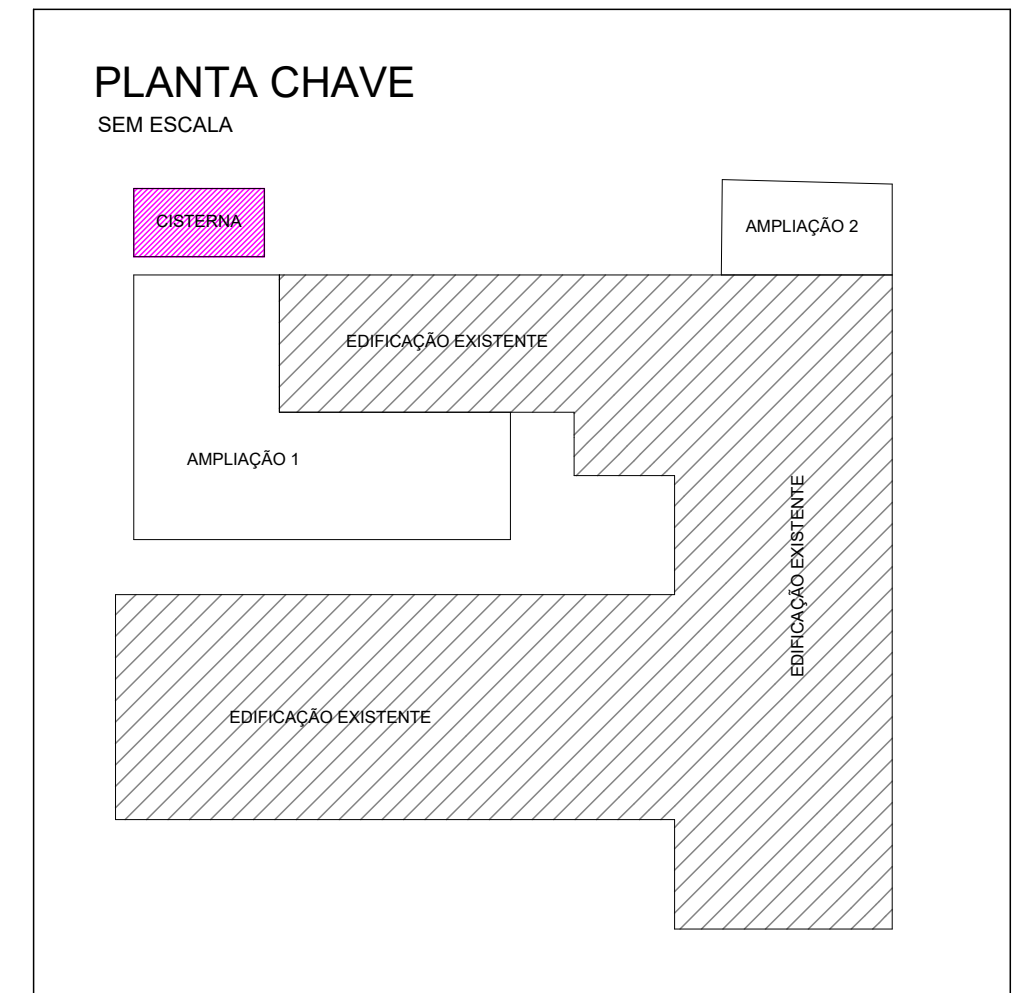 PLANTA CHAVE
SEM ESCALA
CISTERNA
AMPLIAÇÃO 2
EDIFICAÇÃO EXISTENTE
AMPLIAÇÃO 1
EDIFICAÇÃO EXISTENTE
EDIFICAÇÃO EXISTENTE